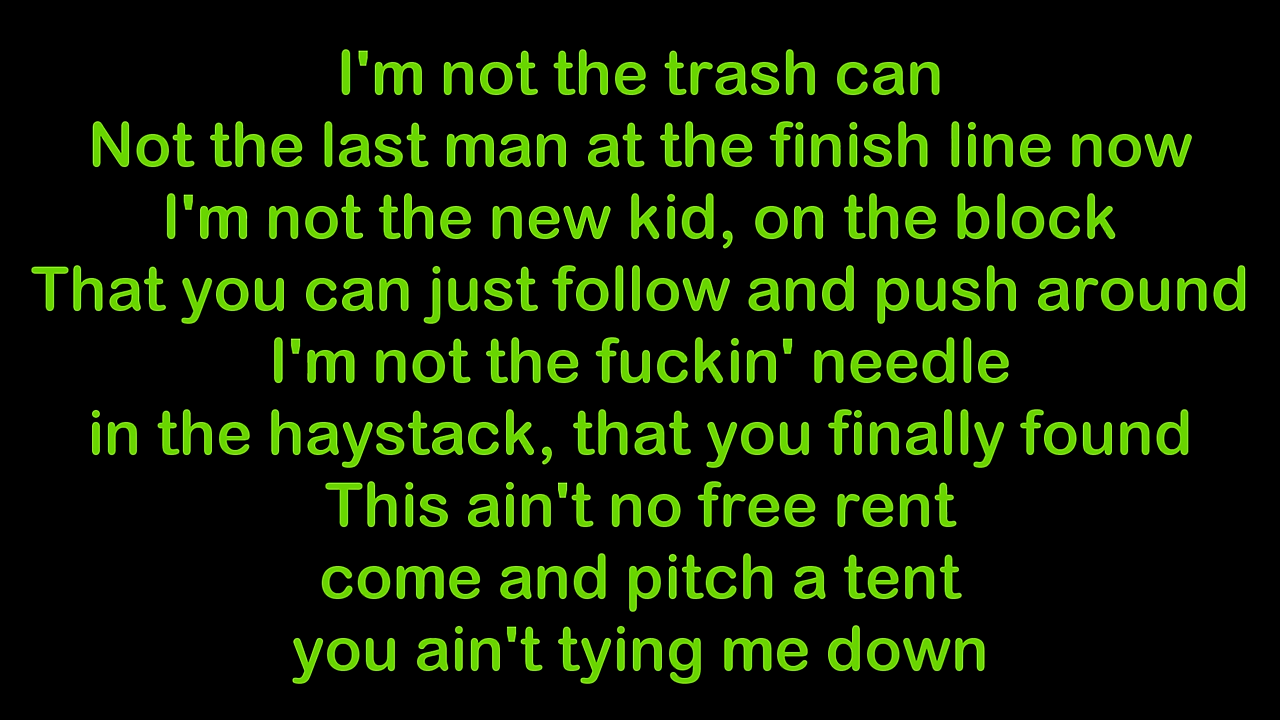 I'm not the trash can
Not the last man at the finish line now
I'm not the new kid, on the block
That you can just follow and push around
I'm not the fuckin' needle
in the haystack, that you finally found
This ain't no free rent
come and pitch a tent
you ain't tying me down